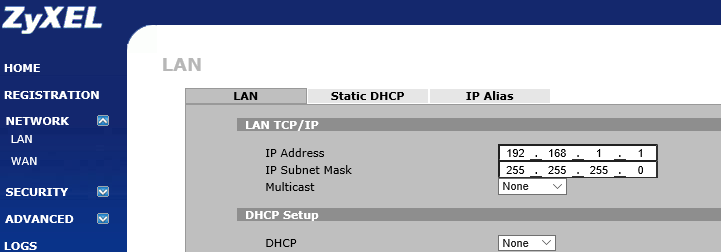 ZyXEL
HOME
REGISTRATION
NETWORK
LAN
WAN
SECURITY
ADVANCED
LOGS
LAN
LAN Static DHCP IP Alias
LAN TCP/IP
IP Address 192 . 168 . 1 . 1
IP Subnet Mask 255 . 255 . 255 . 0
Multicast None
DHCP Setup
DHCP None